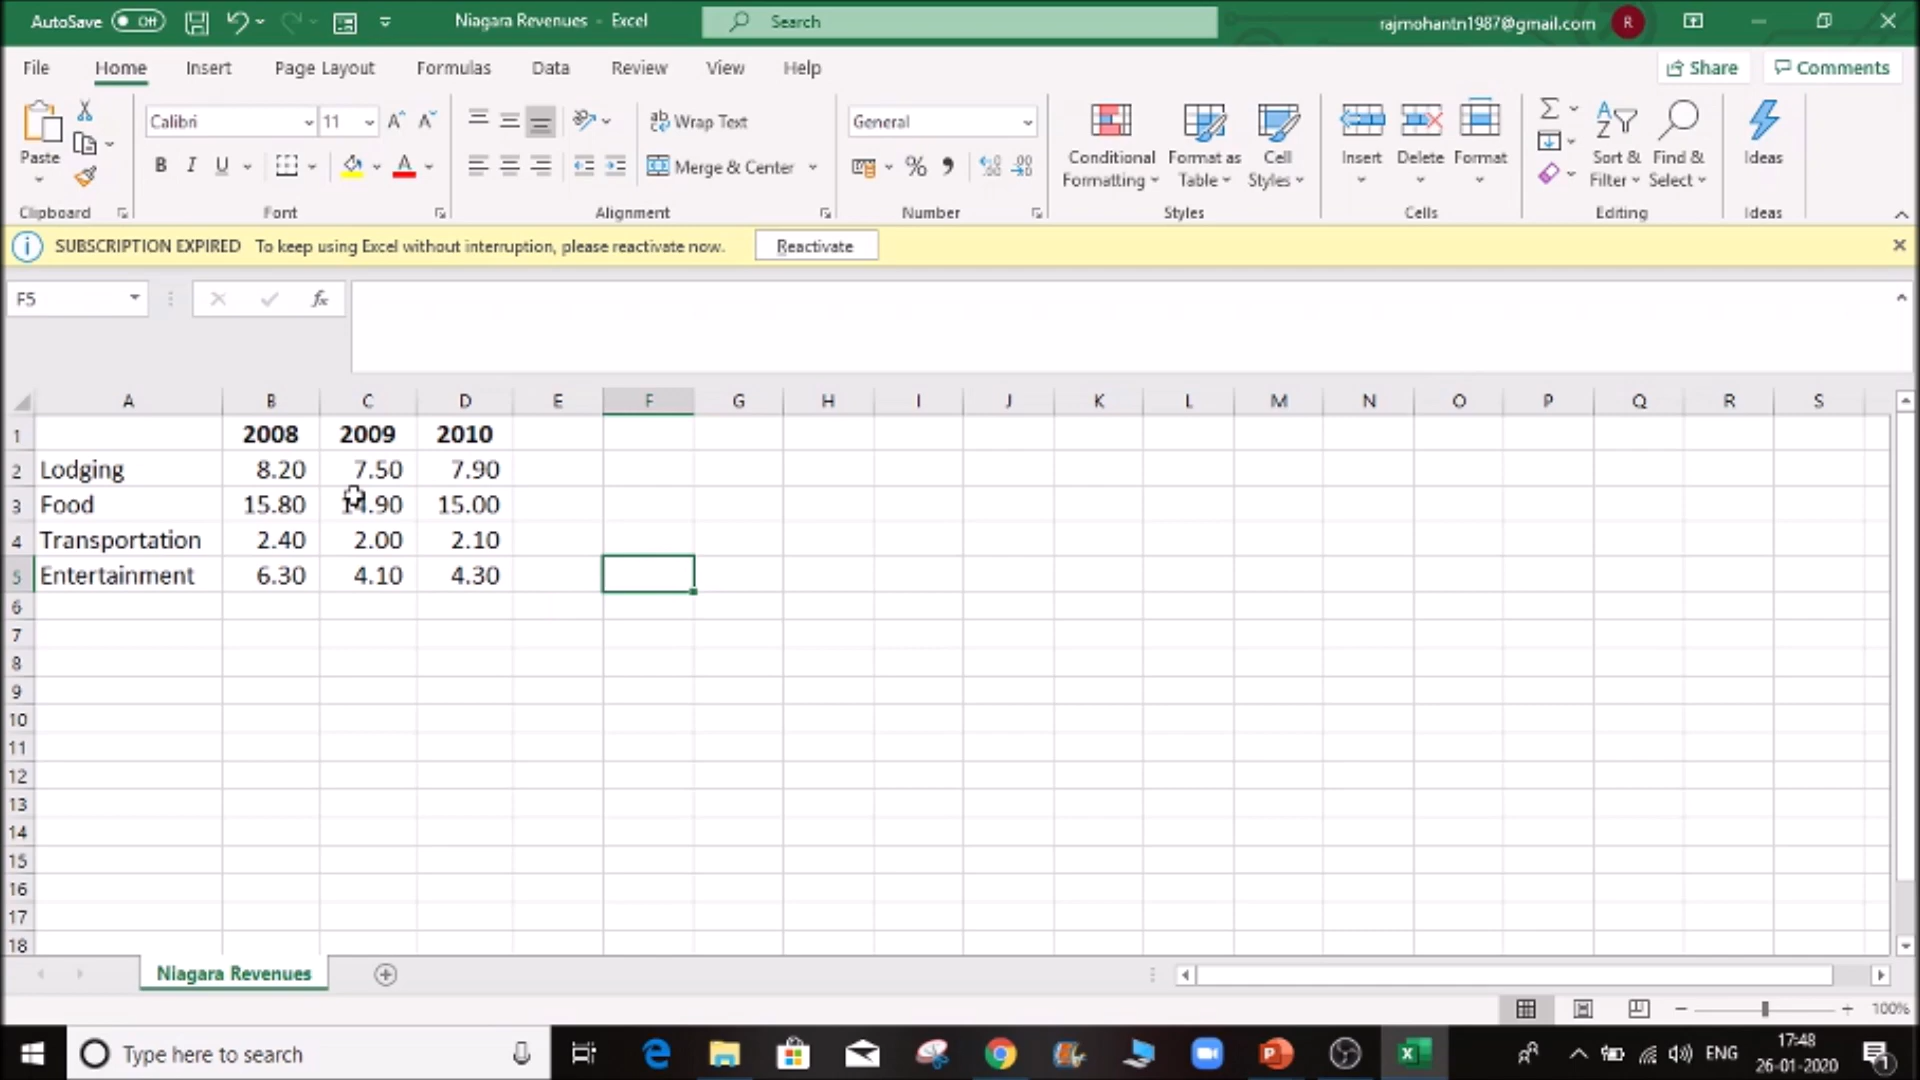 AutoSave Off Niagara Revenues - Excel Search rajmohantn1987@gmail.com R
File Home Insert Page Layout Formulas Data Review View Help Share Comments
Calibri 11 Wrap Text General
Paste B I U Merge & Center % Conditional Formatting Format as Table Cell Styles Insert Delete Format Sort & Filter Find & Select Ideas
Clipboard Font Alignment Number Styles Cells Editing Ideas
SUBSCRIPTION EXPIRED To keep using Excel without interruption, please reactivate now. Reactivate
F5 fx
A B C D E F G H I J K L M N O P Q R S
1 2008 2009 2010
2 Lodging 8.20 7.50 7.90
3 Food 15.80 14.90 15.00
4 Transportation 2.40 2.00 2.10
5 Entertainment 6.30 4.10 4.30
6
7
8
9
10
11
12
13
14
15
16
17
18
Niagara Revenues
100%
Type here to search ENG 17:48
26-01-2020 1